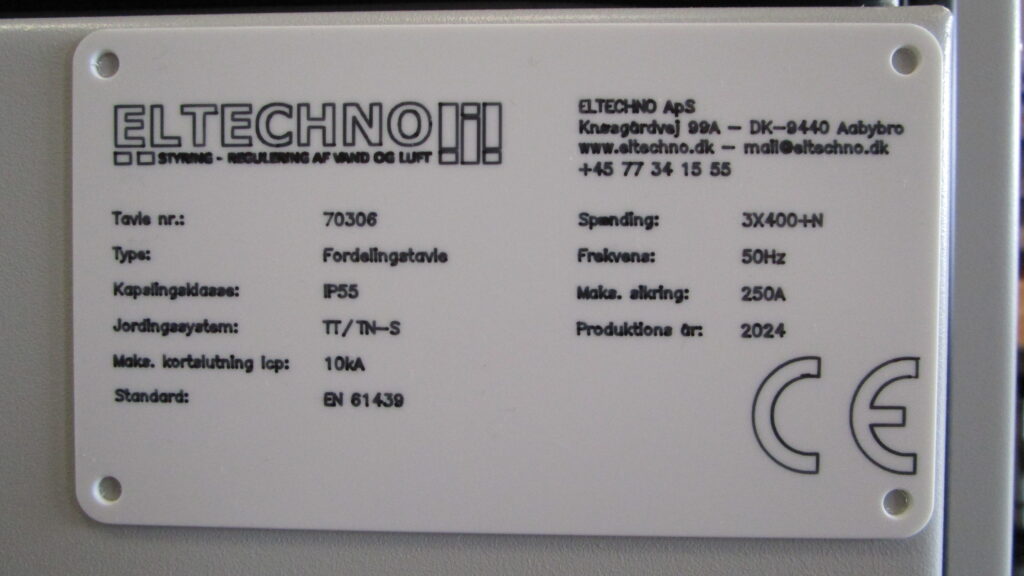 ELTECHNO
STYRING - REGULERING AF VAND OG LUFT
ELTECHNO ApS
Knøsgårdvej 99A - DK-9440 Aabybro
www.eltechno.dk - mail@eltechno.dk
+45 77 34 15 55
Tavle nr.: 70306
Type: Fordelingstavle
Kapslingsklasse: IP55
Jordingssystem: TT/TN-S
Maks. kortslutning Icp: 10kA
Standard: EN 61439
Spænding: 3X400+N
Frekvens: 50Hz
Maks. sikring: 250A
Produktions år: 2024
CE